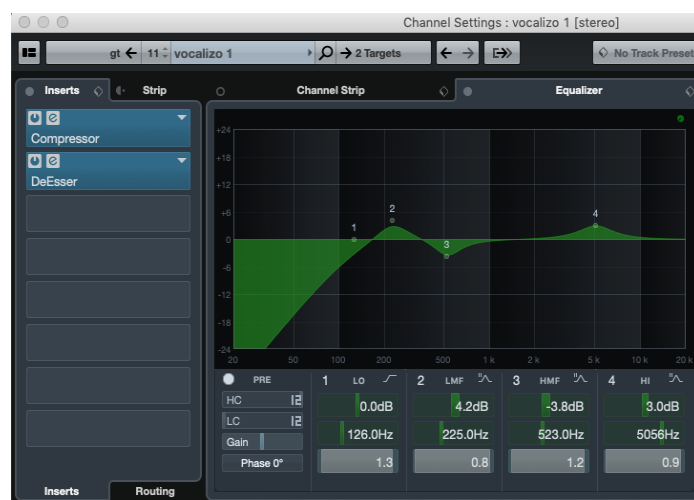 Channel Settings : vocalizo 1 [stereo]
gt 11 vocalizo 1 2 Targets No Track Preset
Inserts Strip Channel Strip Equalizer
Compressor
DeEsser
+24
+18
+12
+6
0
-6
-12
-18
-24
1 2 3 4
20 50 100 200 500 1 k 2 k 5 k 10 k 20 k
PRE 1 LO 2 LMF 3 HMF 4 HI
HC 12 0.0dB 4.2dB -3.8dB 3.0dB
LC 12 126.0Hz 225.0Hz 523.0Hz 5056Hz
Gain
Phase 0° 1.3 0.8 1.2 0.9
Inserts Routing